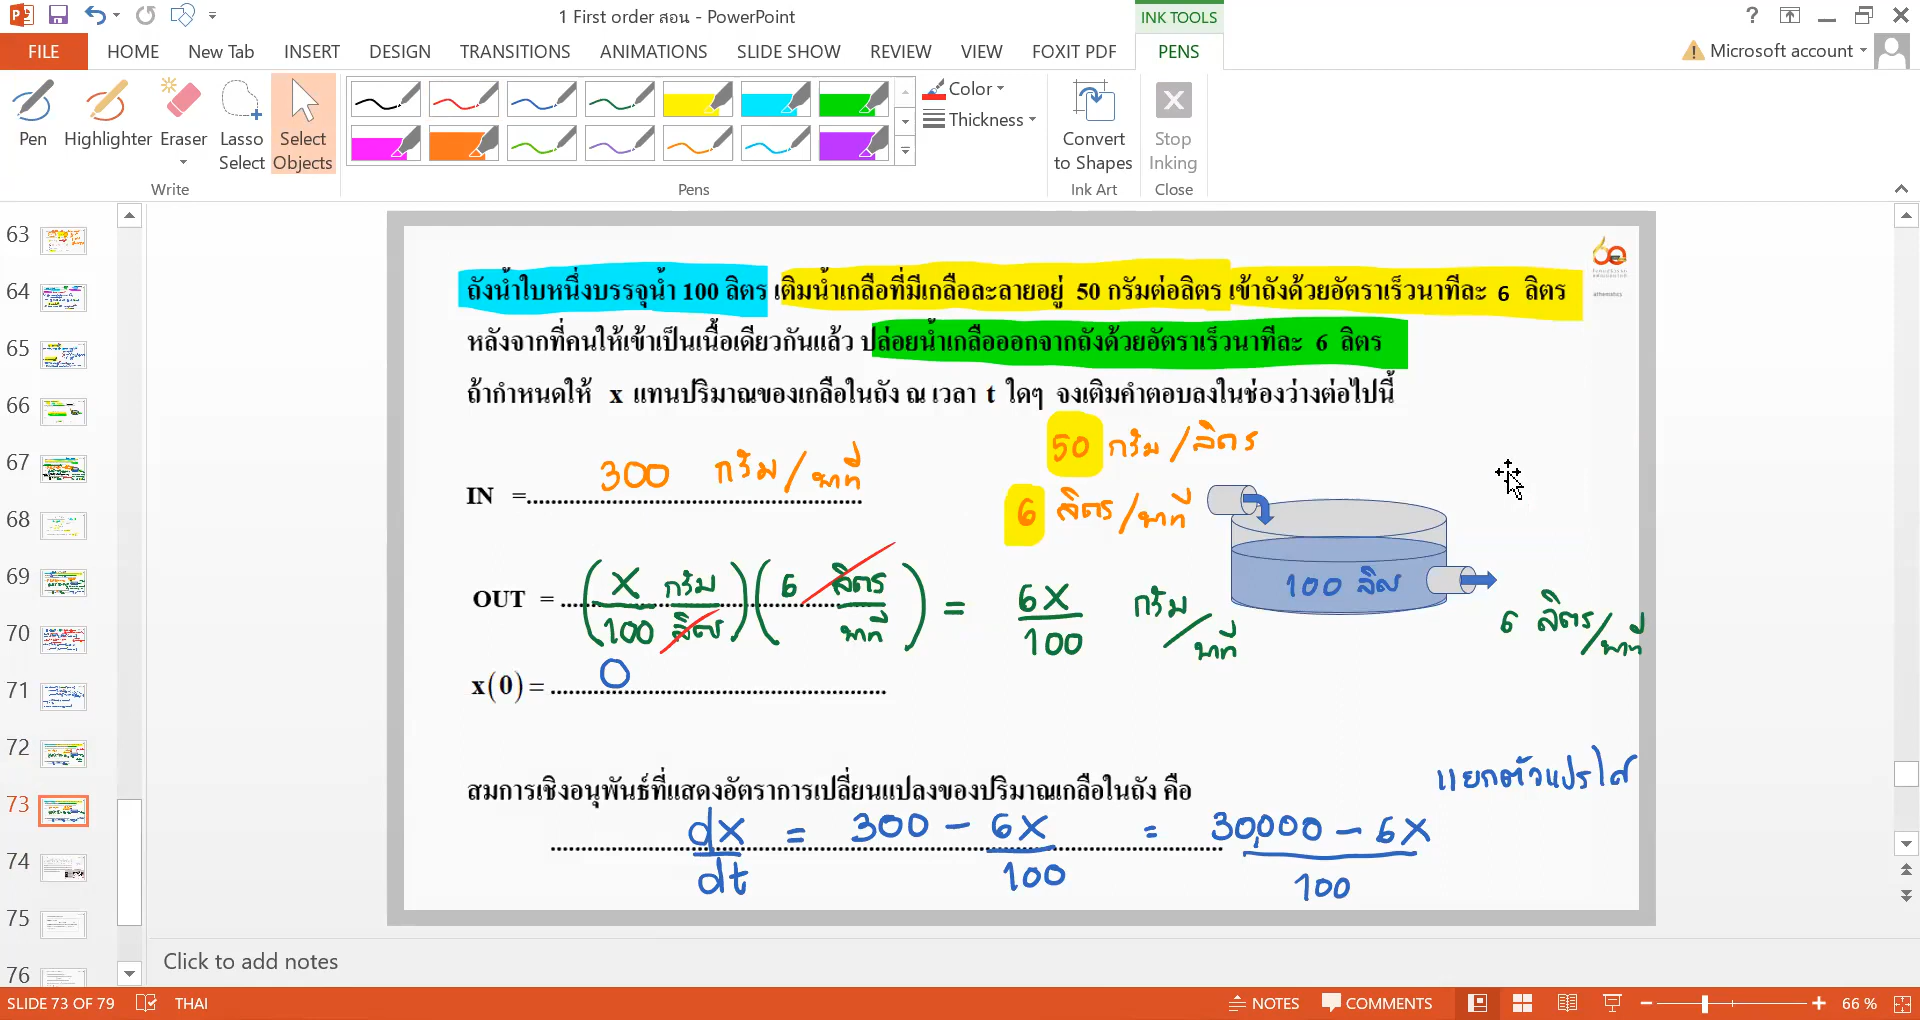 1 First order สอน - PowerPoint
INK TOOLS
FILE HOME New Tab INSERT DESIGN TRANSITIONS ANIMATIONS SLIDE SHOW REVIEW VIEW FOXIT PDF PENS
Microsoft account
Pen Highlighter Eraser Lasso Select Select Objects
Color
Thickness
Convert to Shapes
Stop Inking
Write Pens Ink Art Close
63
64
65
66
67
68
69
70
71
72
73
74
75
76
ถังน้ำใบหนึ่งบรรจุน้ำ 100 ลิตร เติมน้ำเกลือที่มีเกลือละลายอยู่ 50 กรัมต่อลิตร เข้าถังด้วยอัตราเร็วนาทีละ 6 ลิตร
หลังจากที่คนให้เข้าเป็นเนื้อเดียวกันแล้ว ปล่อยน้ำเกลือออกจากถังด้วยอัตราเร็วนาทีละ 6 ลิตร
ถ้ากำหนดให้ x แทนปริมาณของเกลือในถัง ณ เวลา t ใดๆ จงเติมคำตอบลงในช่องว่างต่อไปนี้
50 กรัม/ลิตร
IN = 300 กรัม/นาที
6 ลิตร/นาที
100 ลิตร
OUT = (x กรัม/100 ลิตร)(6 ลิตร/นาที) = 6x/100 กรัม/นาที
6 ลิตร/นาที
x(0) = 0
แยกตัวแปรได้
สมการเชิงอนุพันธ์ที่แสดงอัตราการเปลี่ยนแปลงของปริมาณเกลือในถัง คือ
dx/dt = 300 - 6x/100 = 30,000 - 6x/100
Click to add notes
SLIDE 73 OF 79 THAI NOTES COMMENTS 66 %